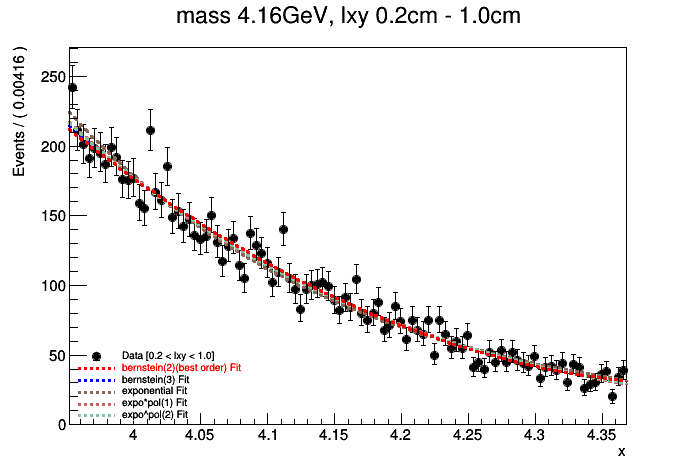 mass 4.16GeV, lxy 0.2cm - 1.0cm
Events / ( 0.00416 )
250
200
150
100
50
0
Data [0.2 < lxy < 1.0]
bernstein(2)(best order) Fit
bernstein(3) Fit
exponential Fit
expo*pol(1) Fit
expo^pol(2) Fit
4 4.05 4.1 4.15 4.2 4.25 4.3 4.35
x